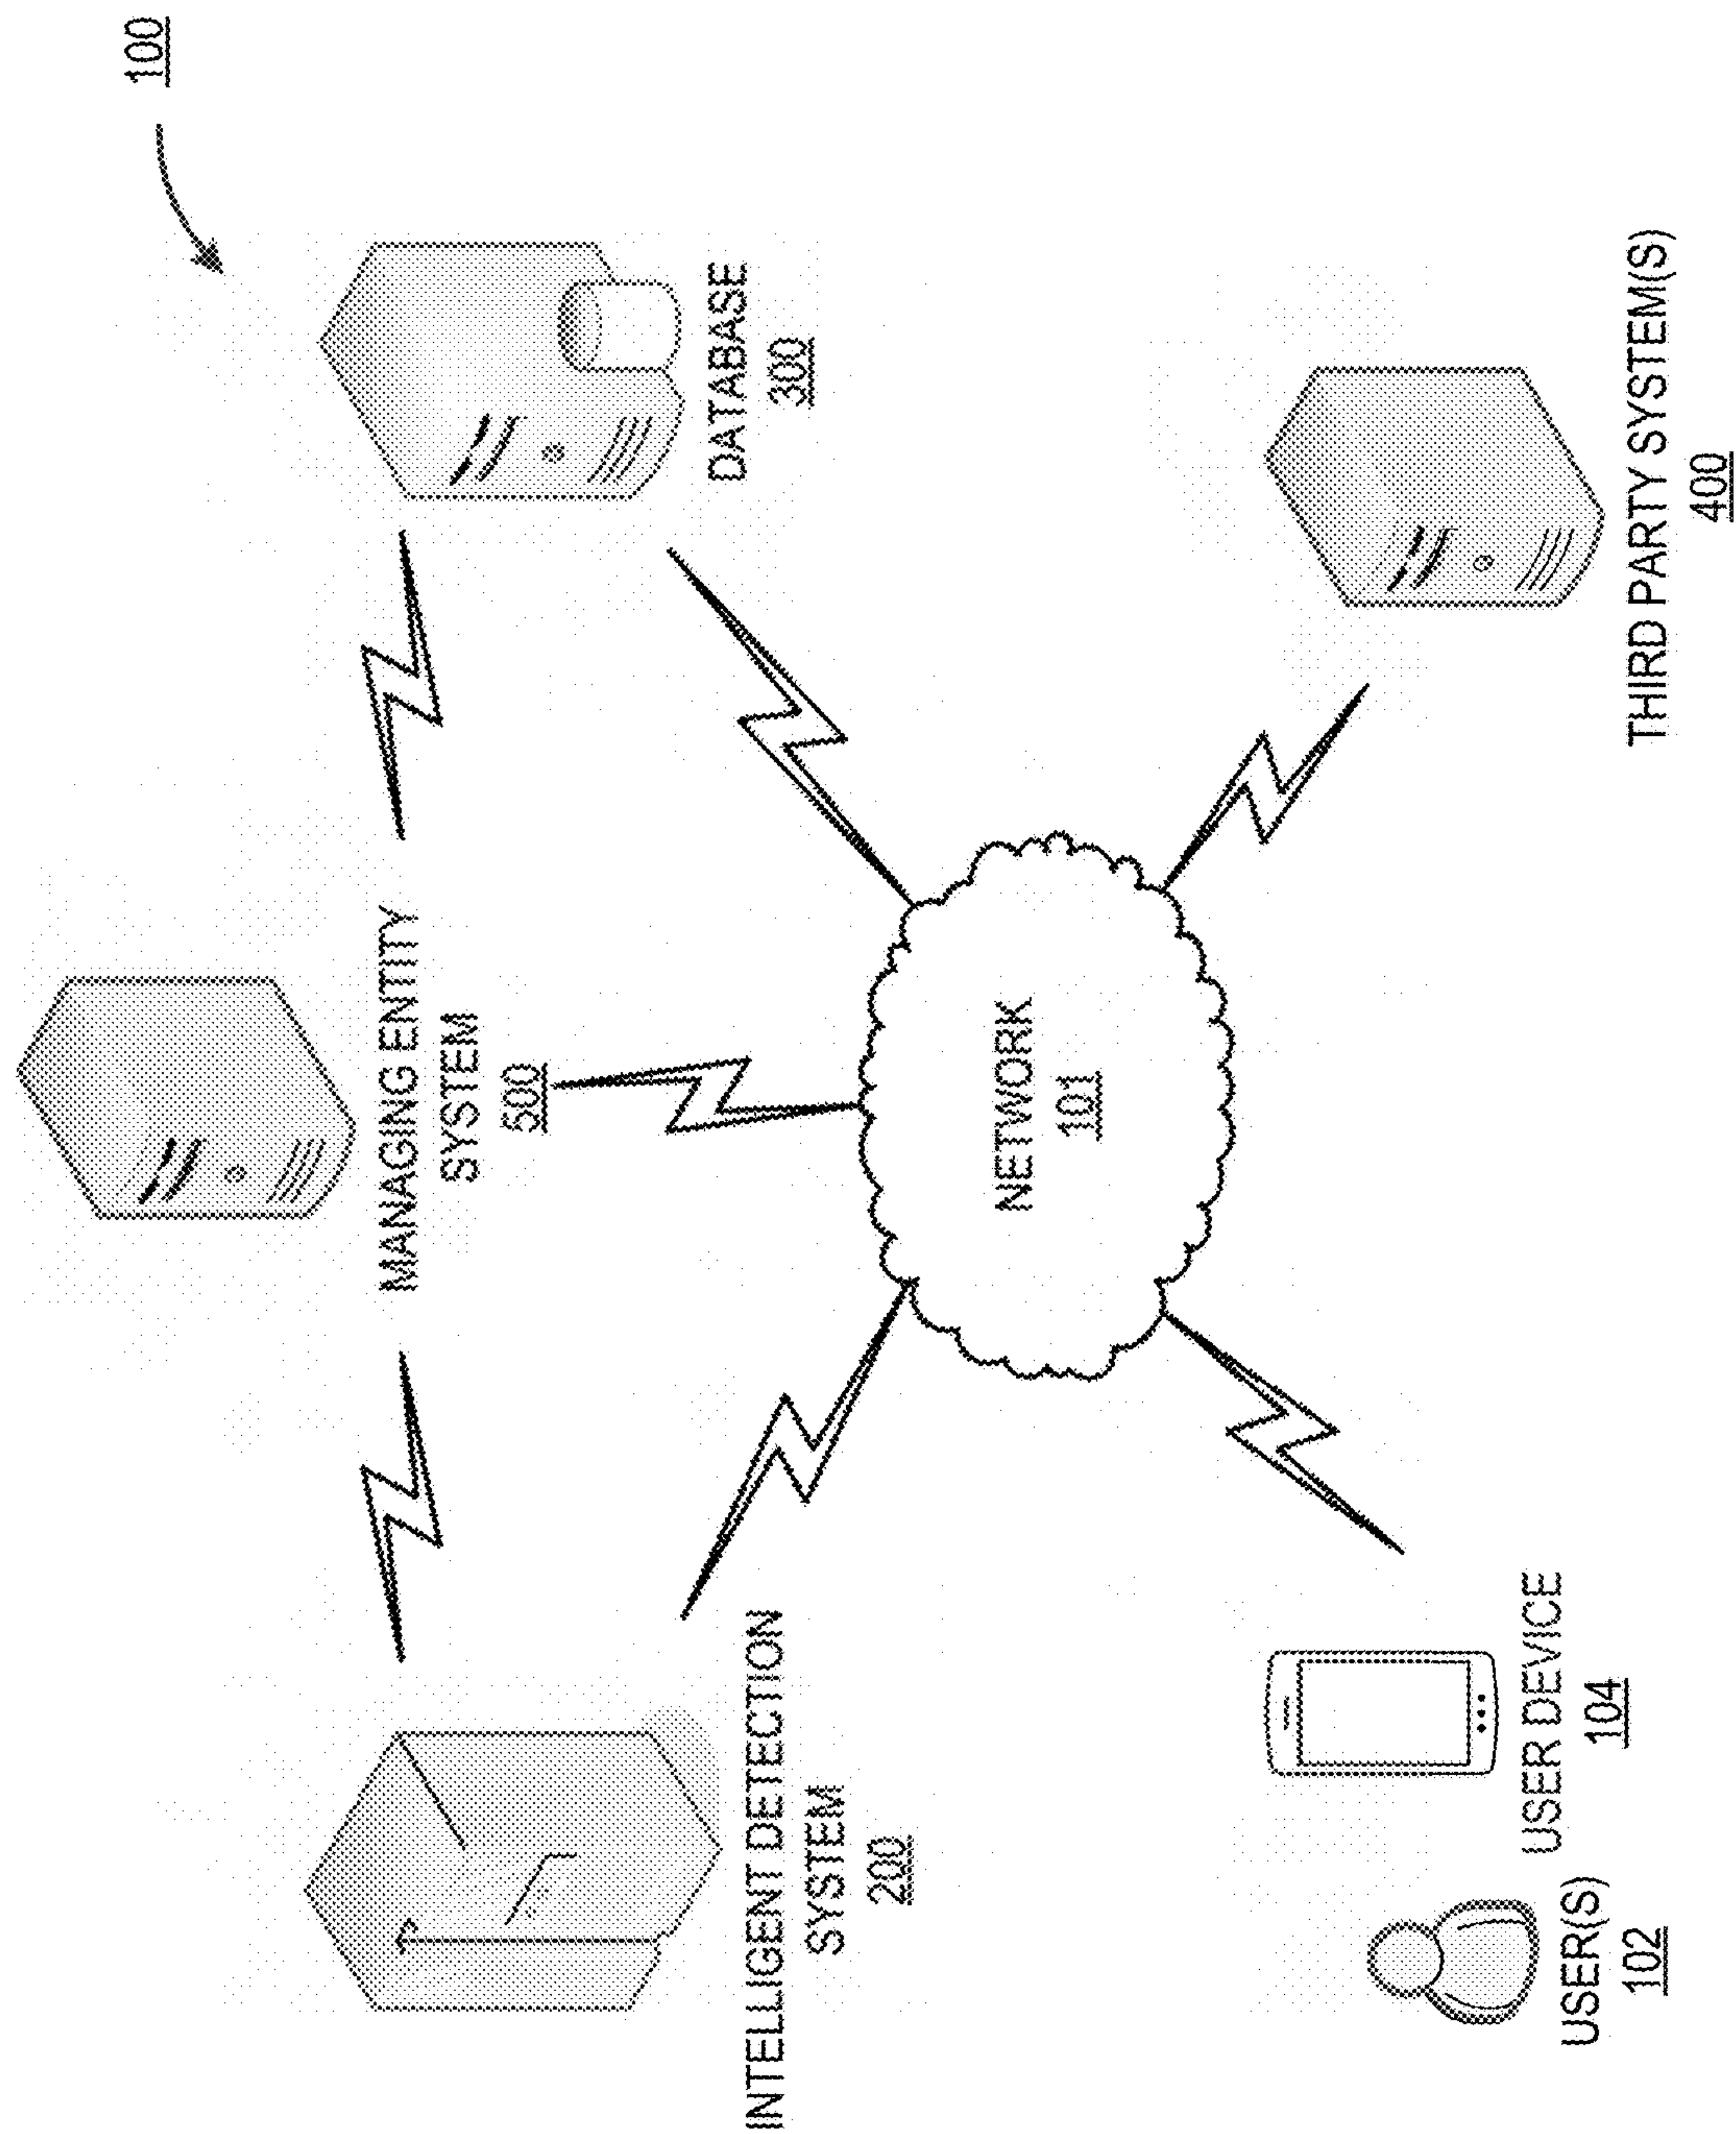 100
MANAGING ENTITY
SYSTEM
500
INTELLIGENT DETECTION
SYSTEM
200
DATABASE
300
NETWORK
101
USER(S)
102
USER DEVICE
104
THIRD PARTY SYSTEM(S)
400